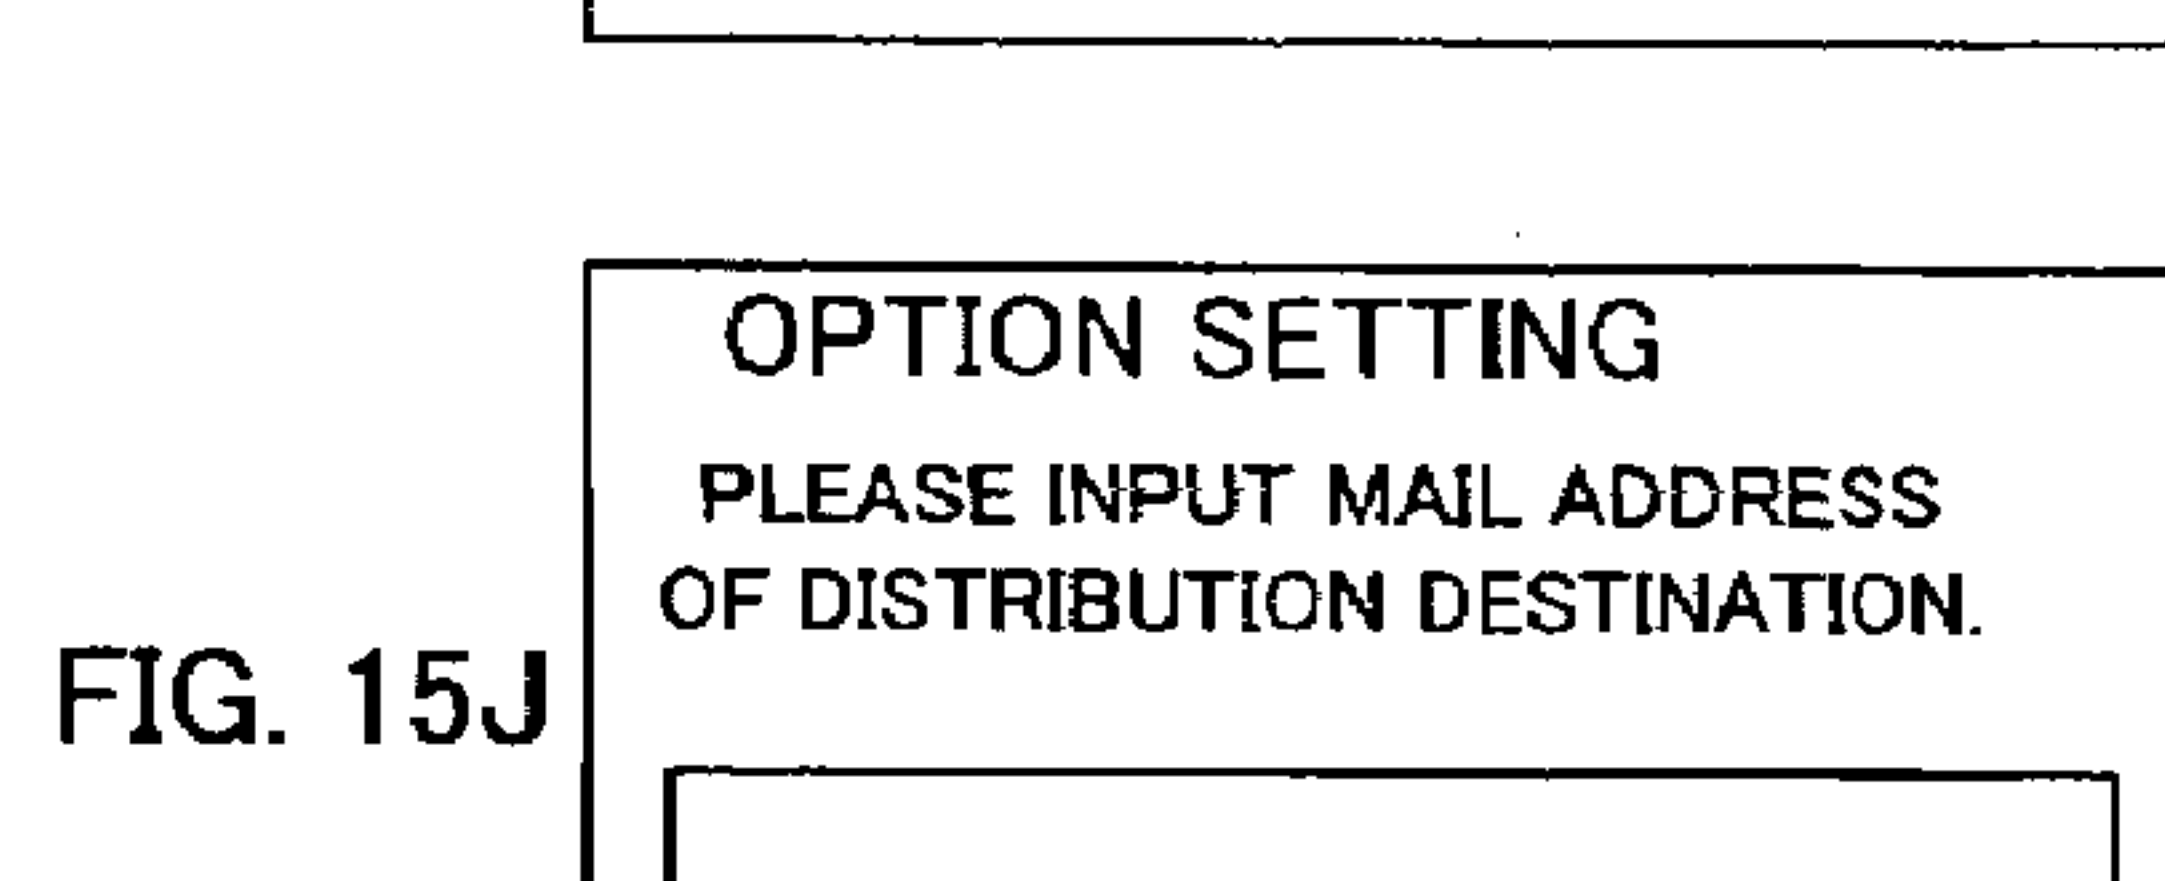 OPTION SETTING
PLEASE INPUT MAIL ADDRESS
OF DISTRIBUTION DESTINATION.
FIG. 15J